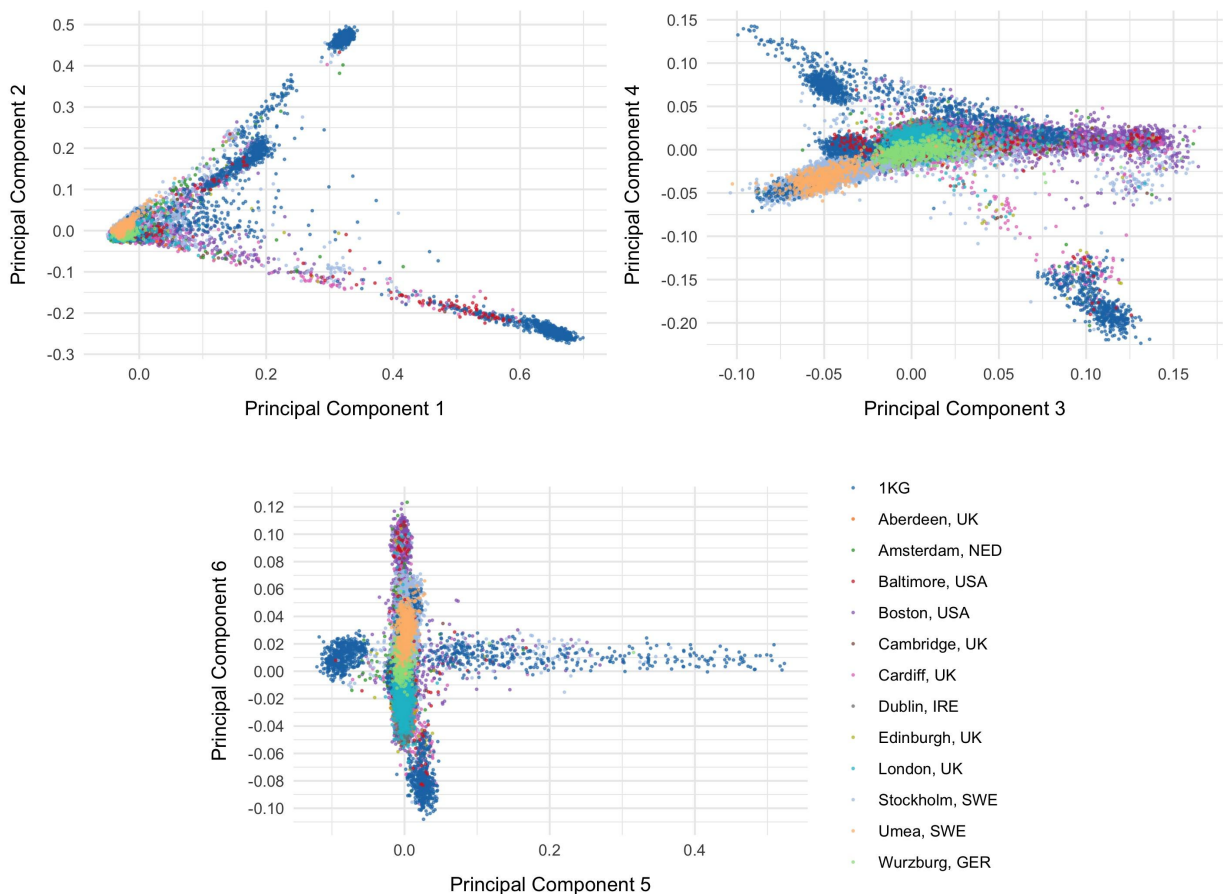 0.5
0.4
0.3
0.2
0.1
0.0
-0.1
-0.2
-0.3
Principal Component 2
0.0 0.2 0.4 0.6
Principal Component 1
0.15
0.10
0.05
0.00
-0.05
-0.10
-0.15
-0.20
Principal Component 4
-0.10 -0.05 0.00 0.05 0.10 0.15
Principal Component 3
0.12
0.10
0.08
0.06
0.04
0.02
0.00
-0.02
-0.04
-0.06
-0.08
-0.10
Principal Component 6
0.0 0.2 0.4
Principal Component 5
1KG
Aberdeen, UK
Amsterdam, NED
Baltimore, USA
Boston, USA
Cambridge, UK
Cardiff, UK
Dublin, IRE
Edinburgh, UK
London, UK
Stockholm, SWE
Umea, SWE
Wurzburg, GER